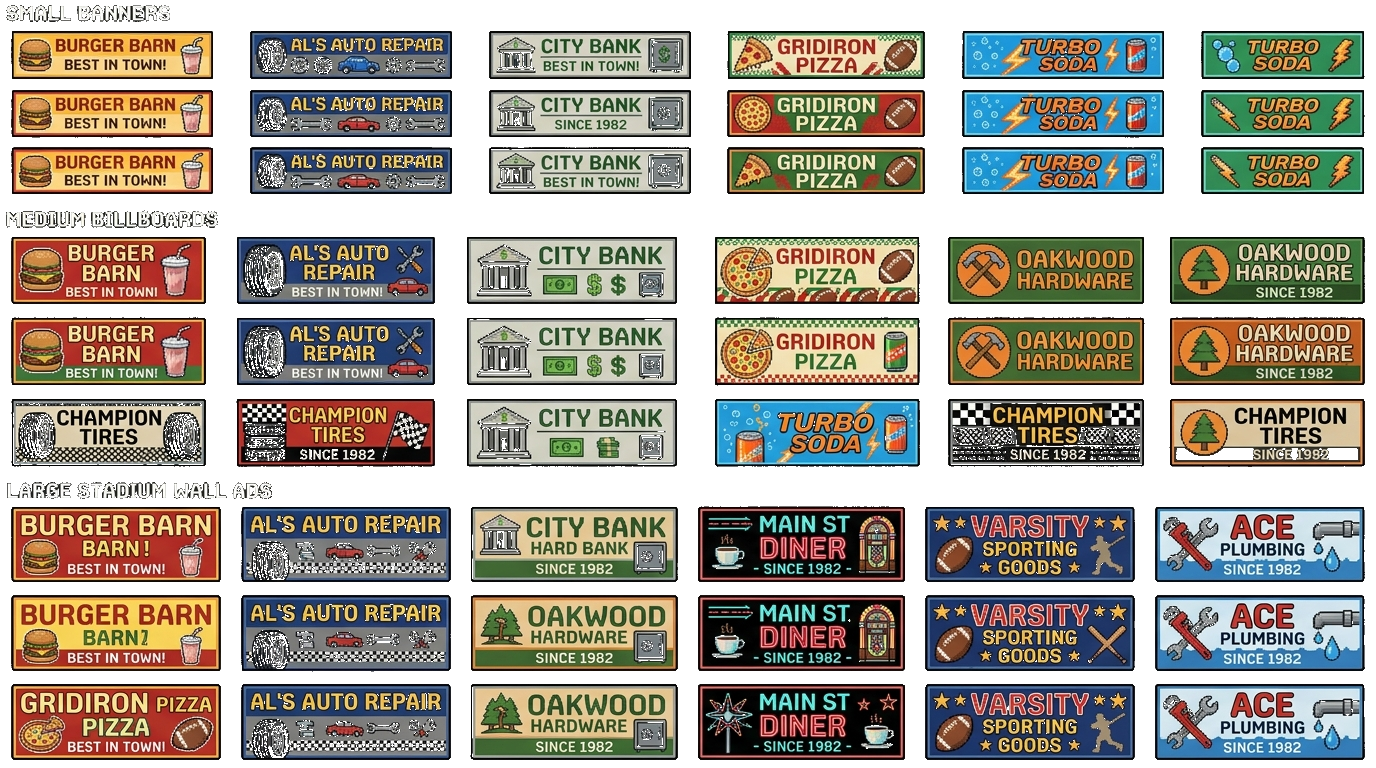 SMALL BANNERS
BURGER BARN
BEST IN TOWN!
AL'S AUTO REPAIR
CITY BANK
BEST IN TOWN!
GRIDIRON
PIZZA
TURBO
SODA
TURBO
SODA
BURGER BARN
BEST IN TOWN!
AL'S AUTO REPAIR
CITY BANK
SINCE 1982
GRIDIRON
PIZZA
TURBO
SODA
TURBO
SODA
BURGER BARN
BEST IN TOWN!
AL'S AUTO REPAIR
CITY BANK
BEST IN TOWN!
GRIDIRON
PIZZA
TURBO
SODA
TURBO
SODA
MEDIUM BILLBOARDS
BURGER
BARN
BEST IN TOWN!
AL'S AUTO
REPAIR
BEST IN TOWN!
CITY BANK
$ $
GRIDIRON
PIZZA
OAKWOOD
HARDWARE
OAKWOOD
HARDWARE
SINCE 1982
BURGER
BARN
BEST IN TOWN!
AL'S AUTO
REPAIR
BEST IN TOWN!
CITY BANK
$ $
GRIDIRON
PIZZA
OAKWOOD
HARDWARE
OAKWOOD
HARDWARE
SINCE 1982
CHAMPION
TIRES
CHAMPION
TIRES
SINCE 1982
CITY BANK
TURBO
SODA
CHAMPION
TIRES
SINCE 1982
CHAMPION
TIRES
SINCE 1982
LARGE STADIUM WALL ADS
BURGER BARN
BARN!
AL'S AUTO REPAIR
CITY BANK
HARD BANK
SINCE 1982
MAIN ST
DINER
- SINCE 1982 -
VARSITY
SPORTING
GOODS
ACE
PLUMBING
SINCE 1982
BURGER BARN
BARN
BEST IN TOWN!
AL'S AUTO REPAIR
OAKWOOD
HARDWARE
SINCE 1982
MAIN ST
DINER
- SINCE 1982 -
VARSITY
SPORTING
GOODS
ACE
PLUMBING
SINCE 1982
GRIDIRON PIZZA
PIZZA
BEST IN TOWN!
AL'S AUTO REPAIR
OAKWOOD
HARDWARE
SINCE 1982
MAIN ST
DINER
- SINCE 1982 -
VARSITY
SPORTING
GOODS
ACE
PLUMBING
SINCE 1982